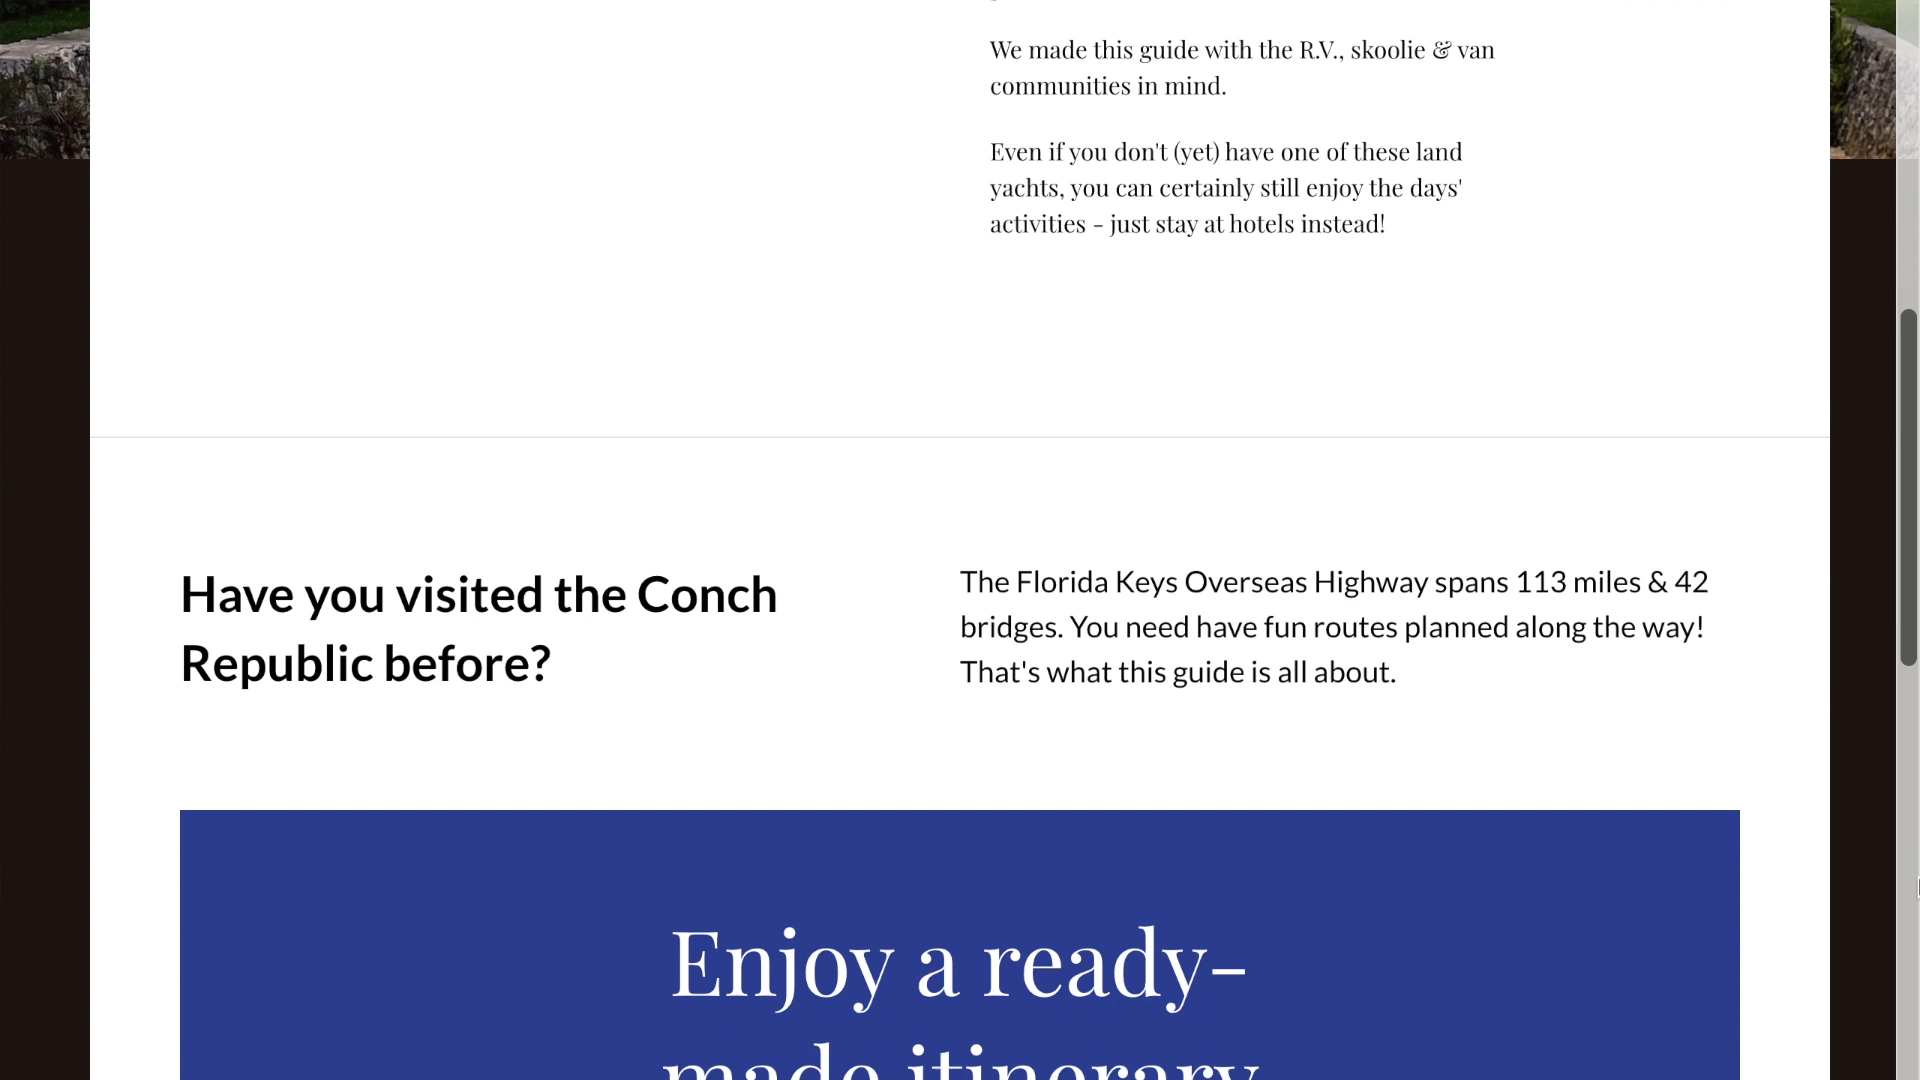 We made this guide with the R.V., skoolie & van
communities in mind.
Even if you don't (yet) have one of these land
yachts, you can certainly still enjoy the days'
activities - just stay at hotels instead!
Have you visited the Conch
Republic before?
The Florida Keys Overseas Highway spans 113 miles & 42
bridges. You need have fun routes planned along the way!
That's what this guide is all about.
Enjoy a ready-
made itinerary